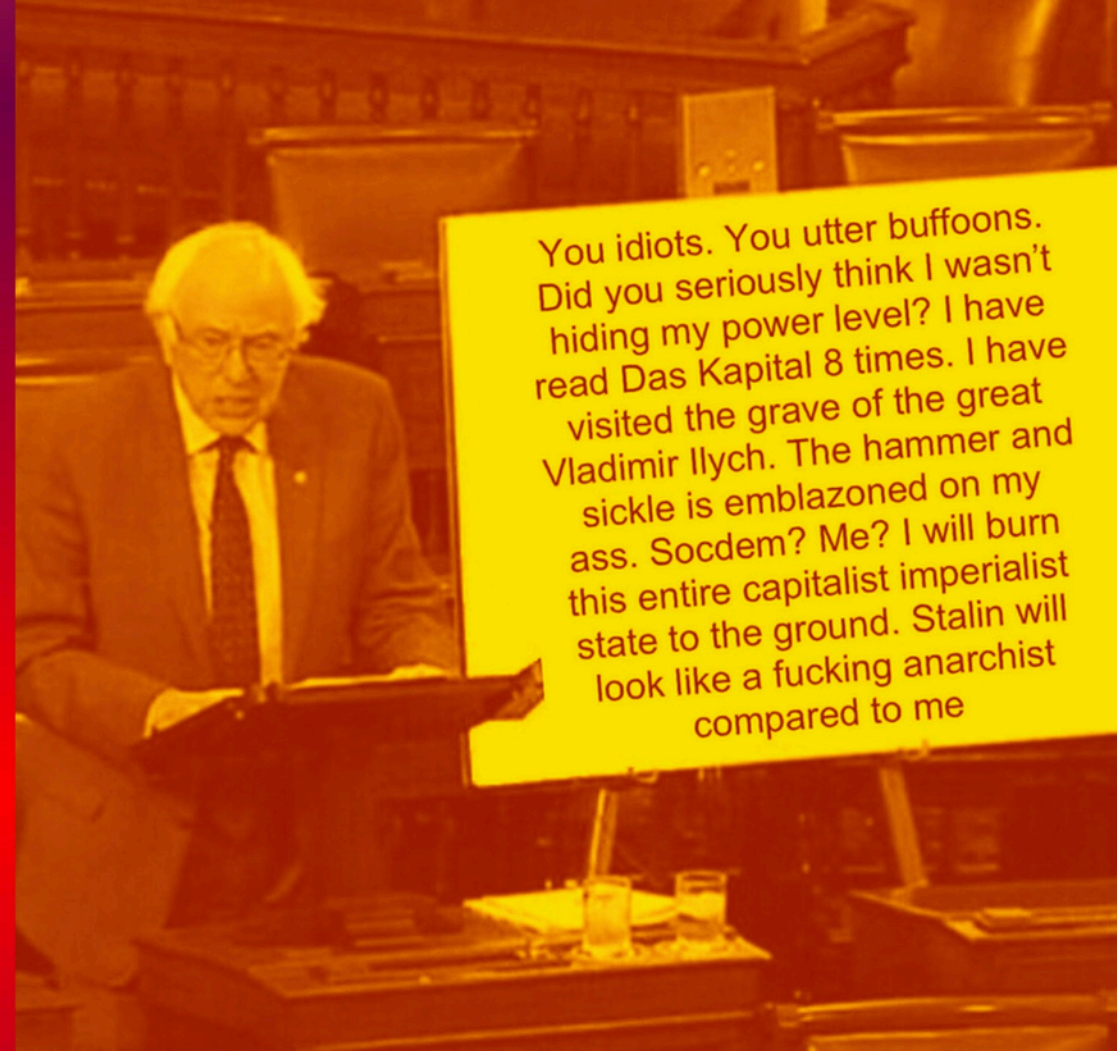 You idiots. You utter buffoons.
Did you seriously think I wasn't
hiding my power level? I have
read Das Kapital 8 times. I have
visited the grave of the great
Vladimir Ilych. The hammer and
sickle is emblazoned on my
ass. Socdem? Me? I will burn
this entire capitalist imperialist
state to the ground. Stalin will
look like a fucking anarchist
compared to me